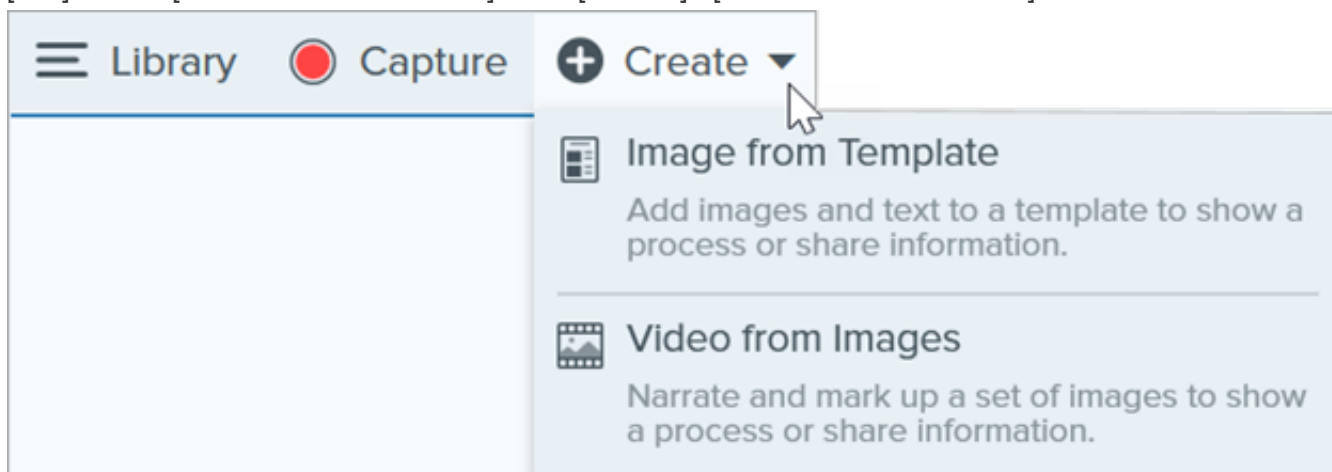 Library Capture Create
Image from Template
Add images and text to a template to show a
process or share information.
Video from Images
Narrate and mark up a set of images to show
a process or share information.